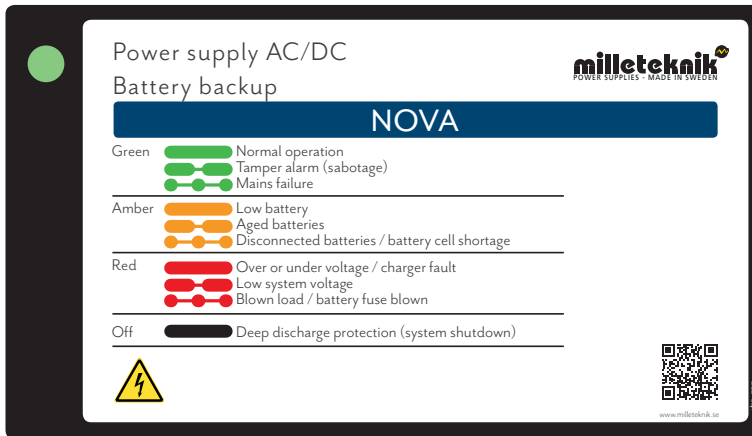 Power supply AC/DC
Battery backup
milleteknik
POWER SUPPLIES - MADE IN SWEDEN
NOVA
Green Normal operation
Tamper alarm (sabotage)
Mains failure
Amber Low battery
Aged batteries
Disconnected batteries / battery cell shortage
Red Over or under voltage / charger fault
Low system voltage
Blown load / battery fuse blown
Off Deep discharge protection (system shutdown)
www.milleteknik.se